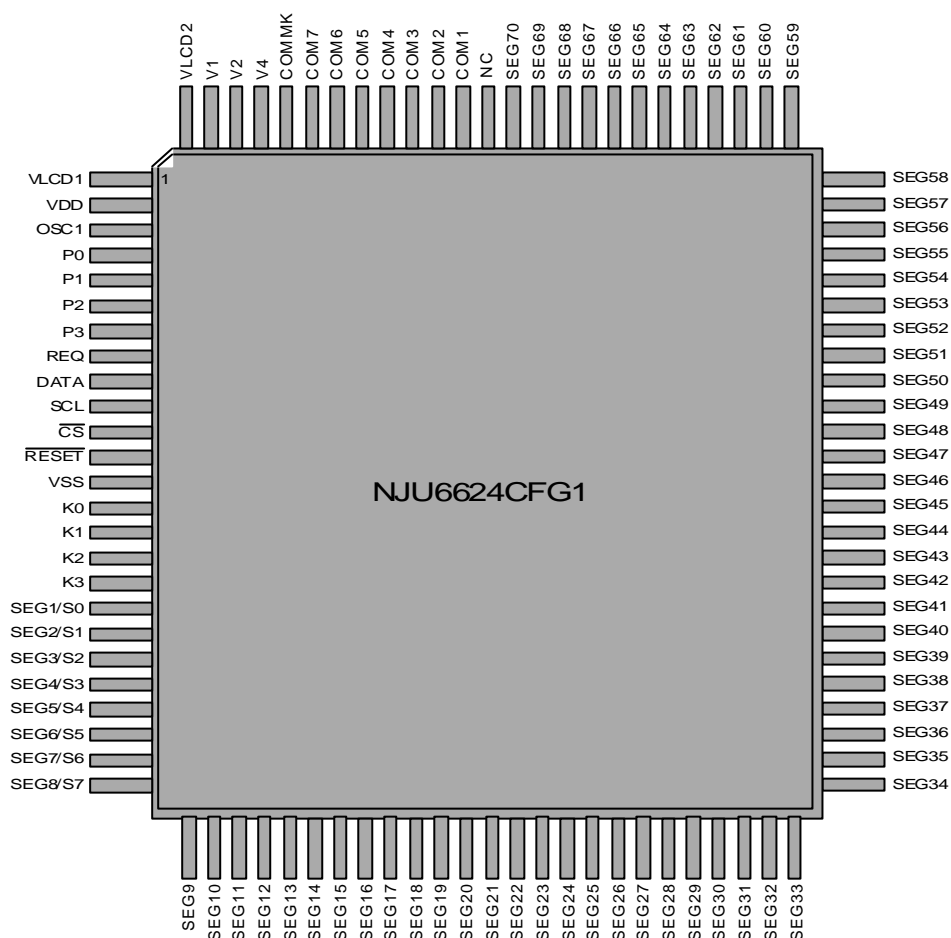 VLCD2
V1
V2
V4
COMMK
COM7
COM6
COM5
COM4
COM3
COM2
COM1
NC
SEG70
SEG69
SEG68
SEG67
SEG66
SEG65
SEG64
SEG63
SEG62
SEG61
SEG60
SEG59
VLCD1
VDD
OSC1
P0
P1
P2
P3
REQ
DATA
SCL
CS
RESET
VSS
K0
K1
K2
K3
SEG1/S0
SEG2/S1
SEG3/S2
SEG4/S3
SEG5/S4
SEG6/S5
SEG7/S6
SEG8/S7
1
NJU6624CFG1
SEG58
SEG57
SEG56
SEG55
SEG54
SEG53
SEG52
SEG51
SEG50
SEG49
SEG48
SEG47
SEG46
SEG45
SEG44
SEG43
SEG42
SEG41
SEG40
SEG39
SEG38
SEG37
SEG36
SEG35
SEG34
SEG9
SEG10
SEG11
SEG12
SEG13
SEG14
SEG15
SEG16
SEG17
SEG18
SEG19
SEG20
SEG21
SEG22
SEG23
SEG24
SEG25
SEG26
SEG27
SEG28
SEG29
SEG30
SEG31
SEG32
SEG33